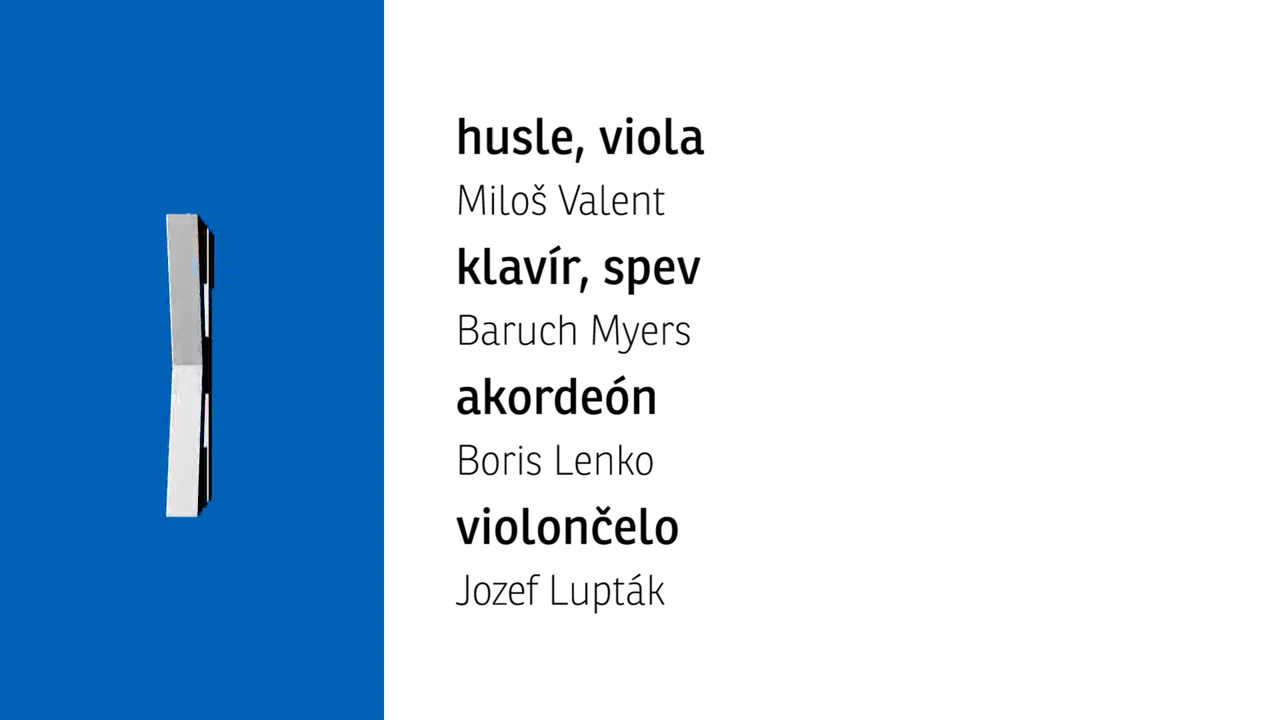 husle, viola
Miloš Valent
klavír, spev
Baruch Myers
akordeón
Boris Lenko
violončelo
Jozef Lupták